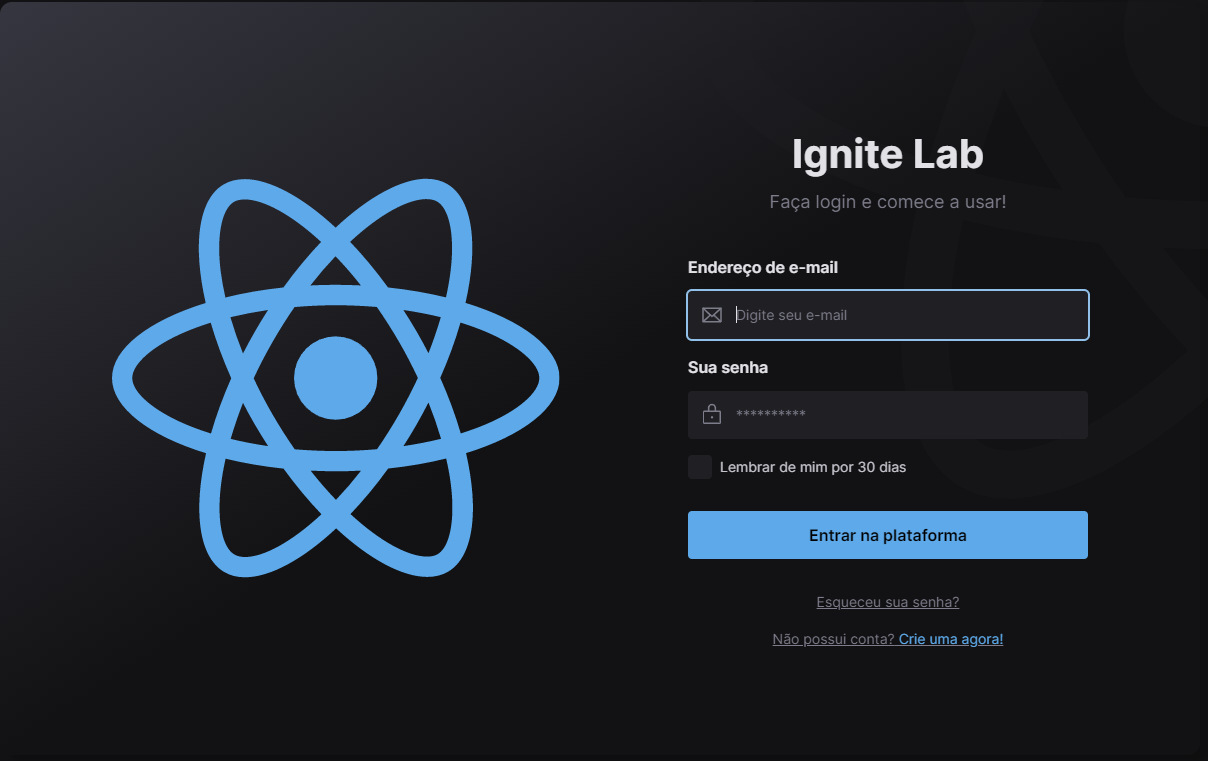 Ignite Lab
Faça login e comece a usar!
Endereço de e-mail
Digite seu e-mail
Sua senha
**********
Lembrar de mim por 30 dias
Entrar na plataforma
Esqueceu sua senha?
Não possui conta? Crie uma agora!